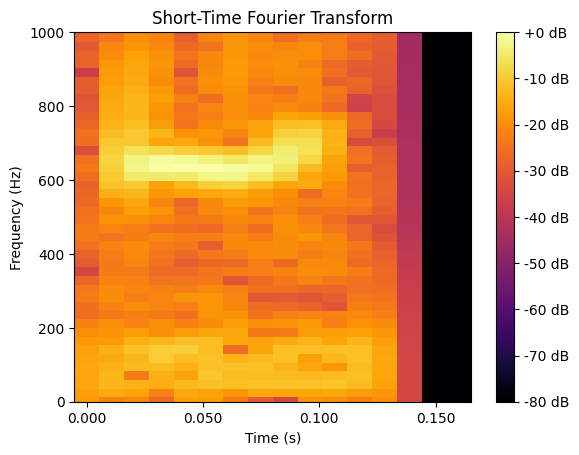 Short-Time Fourier Transform
1000
800
600
400
200
0
Frequency (Hz)
0.000
0.050
0.100
0.150
Time (s)
+0 dB
-10 dB
-20 dB
-30 dB
-40 dB
-50 dB
-60 dB
-70 dB
-80 dB